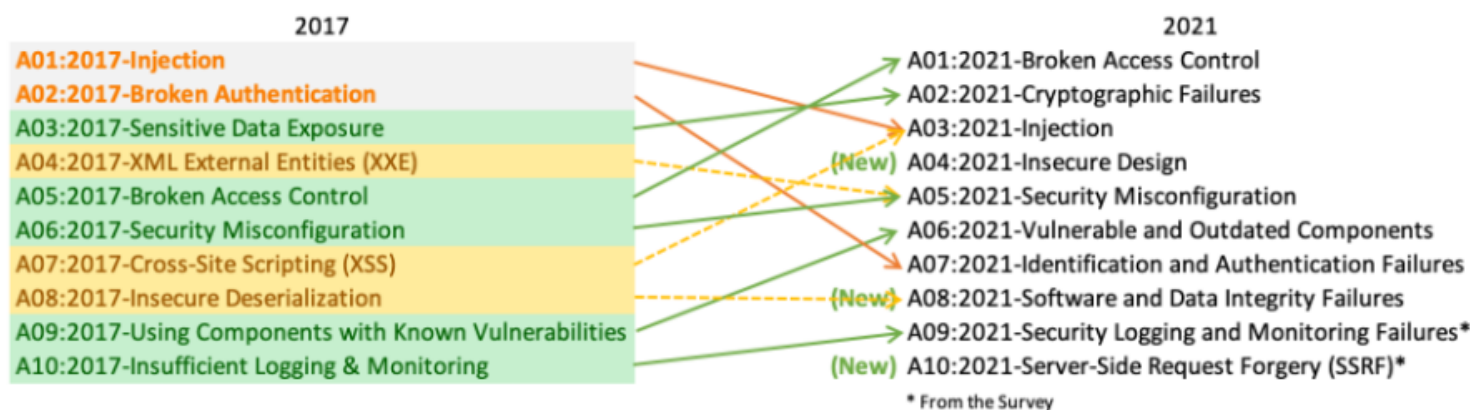 2017
A01:2017-Injection
A02:2017-Broken Authentication
A03:2017-Sensitive Data Exposure
A04:2017-XML External Entities (XXE)
A05:2017-Broken Access Control
A06:2017-Security Misconfiguration
A07:2017-Cross-Site Scripting (XSS)
A08:2017-Insecure Deserialization
A09:2017-Using Components with Known Vulnerabilities
A10:2017-Insufficient Logging & Monitoring
2021
A01:2021-Broken Access Control
A02:2021-Cryptographic Failures
A03:2021-Injection
(New) A04:2021-Insecure Design
A05:2021-Security Misconfiguration
A06:2021-Vulnerable and Outdated Components
A07:2021-Identification and Authentication Failures
(New) A08:2021-Software and Data Integrity Failures
A09:2021-Security Logging and Monitoring Failures*
(New) A10:2021-Server-Side Request Forgery (SSRF)*
* From the Survey